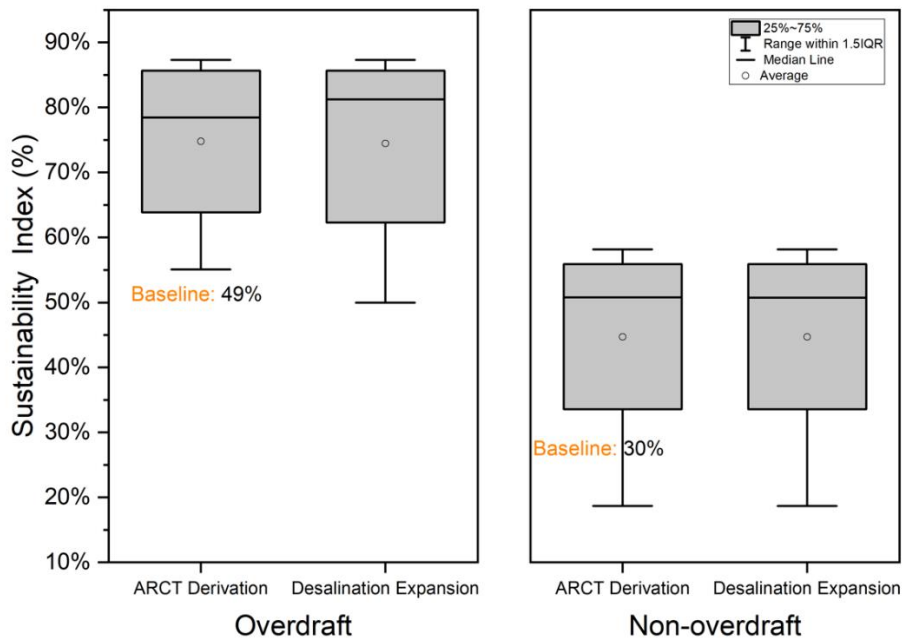 90%
80%
70%
60%
50%
40%
30%
20%
10%
Sustainability Index (%)
Baseline: 49%
ARCT Derivation Desalination Expansion
Overdraft
25%~75%
Range within 1.5IQR
Median Line
Average
Baseline: 30%
ARCT Derivation Desalination Expansion
Non-overdraft